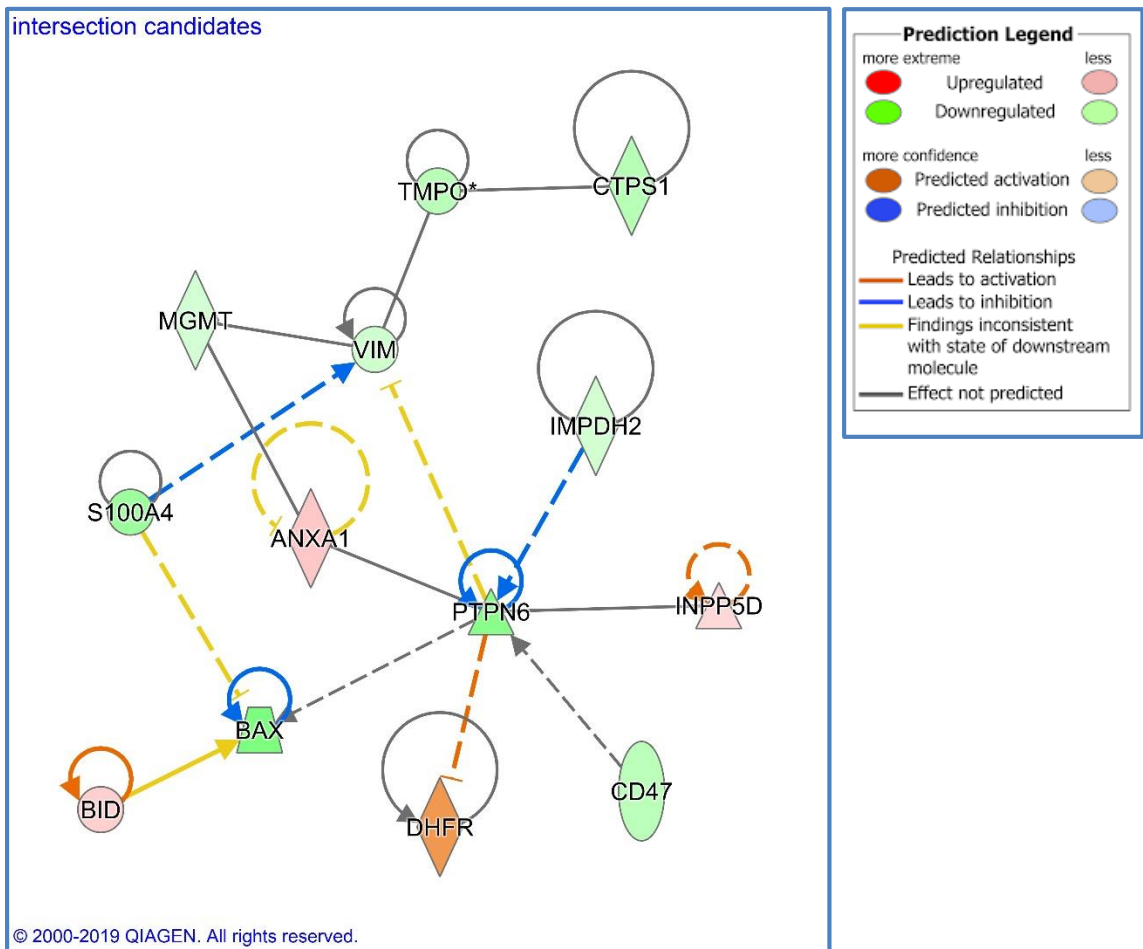 intersection candidates
TMPO*
CTPS1
MGMT
VIM
IMPDH2
S100A4
ANXA1
PTPN6
INPP5D
BAX
BID
DHFR
CD47
© 2000-2019 QIAGEN. All rights reserved.
Prediction Legend
more extreme less
Upregulated
Downregulated
more confidence less
Predicted activation
Predicted inhibition
Predicted Relationships
Leads to activation
Leads to inhibition
Findings inconsistent
with state of downstream
molecule
Effect not predicted